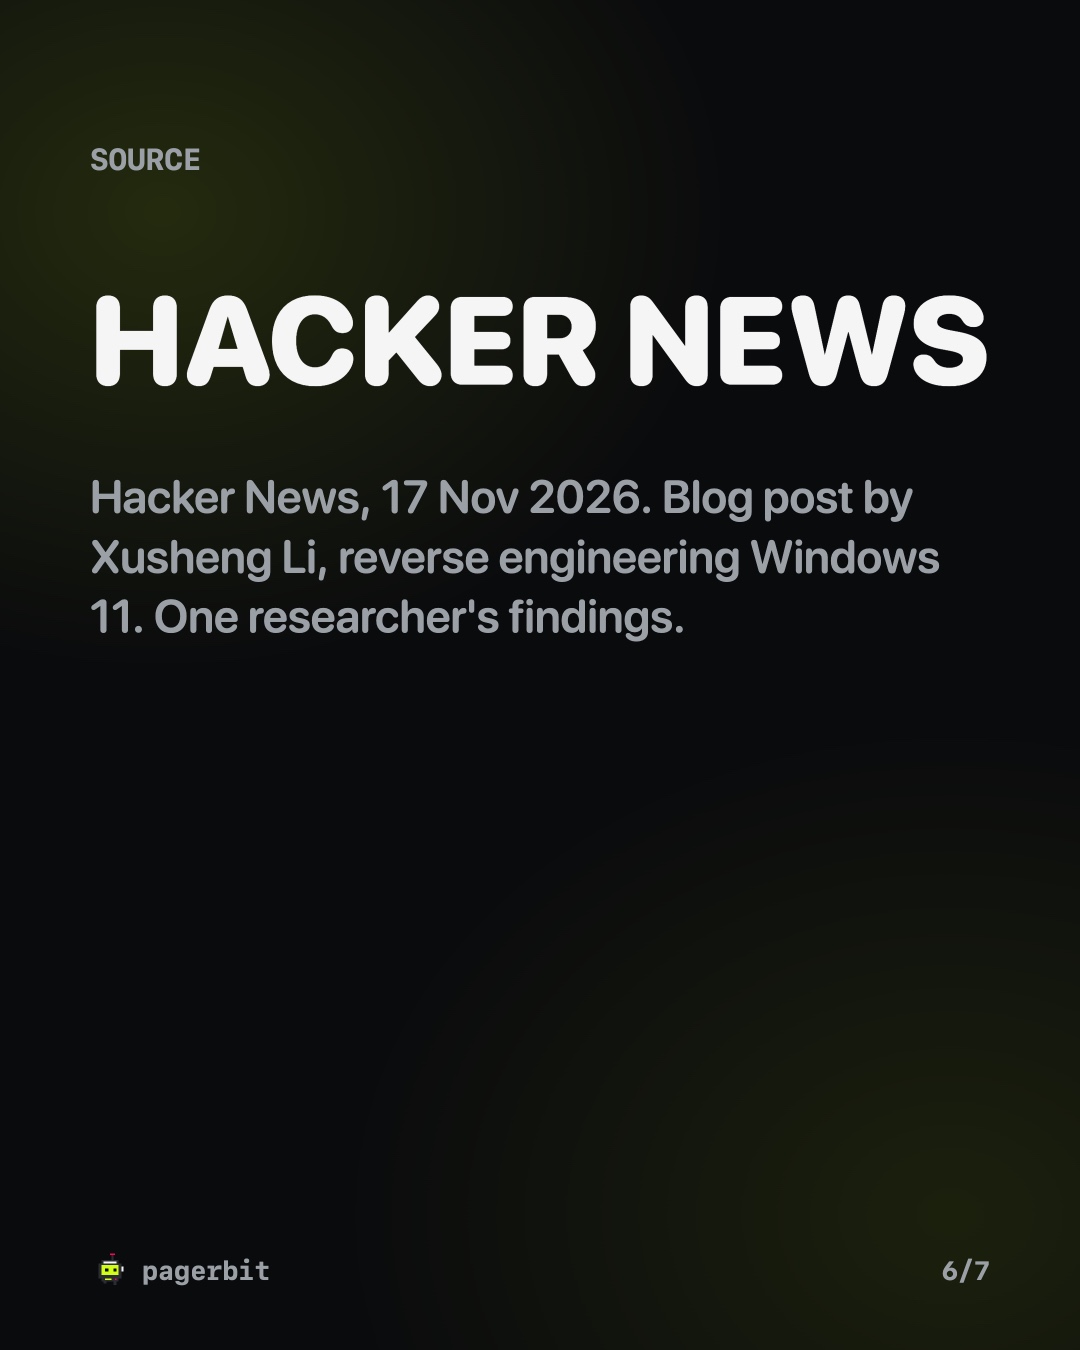 SOURCE
HACKER NEWS
Hacker News, 17 Nov 2026. Blog post by
Xusheng Li, reverse engineering Windows
11. One researcher's findings.
pagerbit
6/7